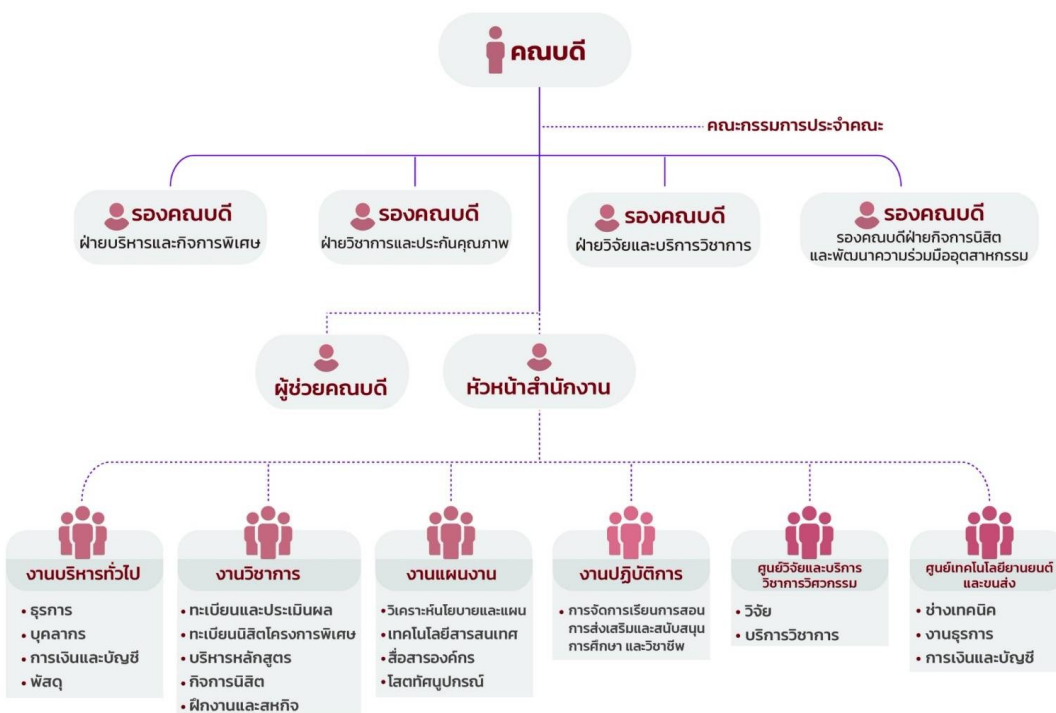 คณบดี
คณะกรรมการประจำคณะ
รองคณบดี
ฝ่ายบริหารและกิจการพิเศษ
รองคณบดี
ฝ่ายวิชาการและประกันคุณภาพ
รองคณบดี
ฝ่ายวิจัยและบริการวิชาการ
รองคณบดี
รองคณบดีฝ่ายกิจการนิสิต
และพัฒนาความร่วมมืออุตสาหกรรม
ผู้ช่วยคณบดี
หัวหน้าสำนักงาน
งานบริหารทั่วไป
• ธุรการ
• บุคลากร
• การเงินและบัญชี
• พัสดุ
งานวิชาการ
• ทะเบียนและประเมินผล
• ทะเบียนนิสิตโครงการพิเศษ
• บริหารหลักสูตร
• กิจการนิสิต
• ฝึกงานและสหกิจ
งานแผนงาน
• วิเคราะห์นโยบายและแผน
• เทคโนโลยีสารสนเทศ
• สื่อสารองค์กร
• โสตทัศนูปกรณ์
งานปฏิบัติการ
• การจัดการเรียนการสอน
การส่งเสริมและสนับสนุน
การศึกษา และวิชาชีพ
ศูนย์วิจัยและบริการ
วิชาการวิศวกรรม
• วิจัย
• บริการวิชาการ
ศูนย์เทคโนโลยียานยนต์
และขนส่ง
• ช่างเทคนิค
• งานธุรการ
• การเงินและบัญชี